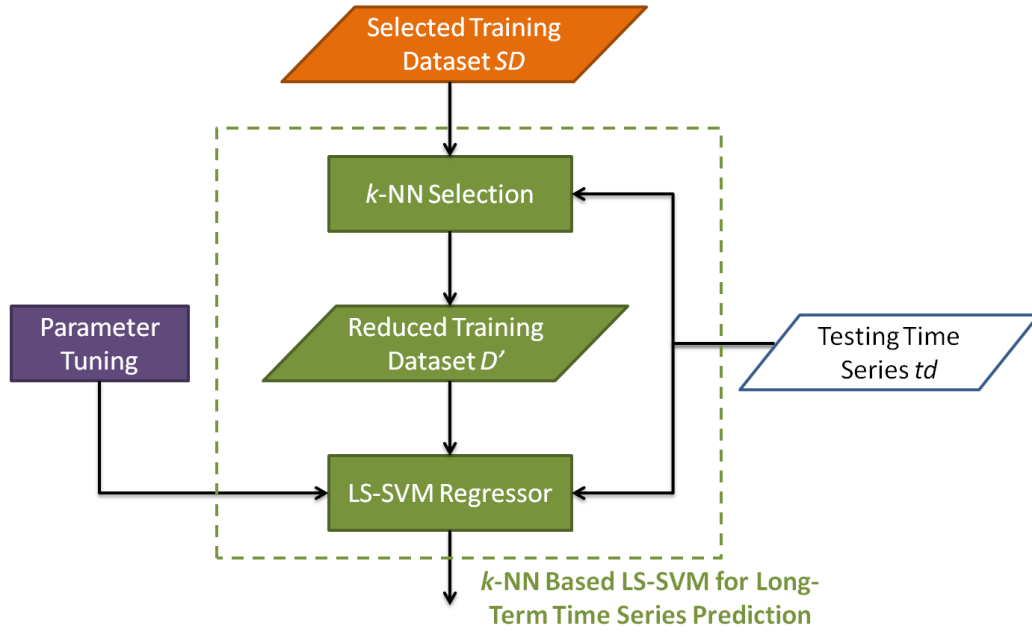 Selected Training
Dataset SD
k-NN Selection
Parameter
Tuning
Reduced Training
Dataset D’
Testing Time
Series td
LS-SVM Regressor
k-NN Based LS-SVM for Long-
Term Time Series Prediction